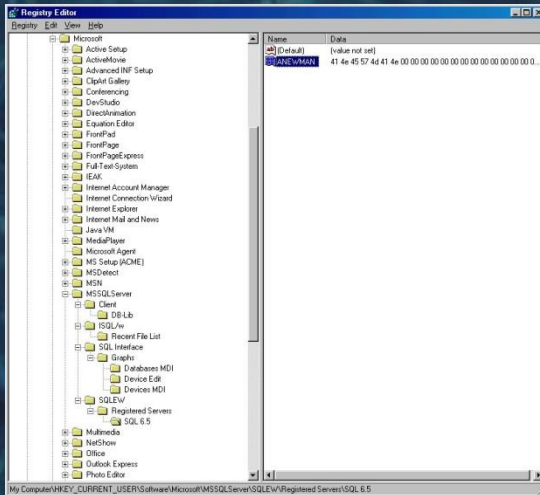 Registry Editor
Registry Edit View Help
Microsoft
Active Setup
ActiveMovie
Advanced INF Setup
ClipArt Gallery
Conferencing
DevStudio
DirectAnimation
Equation Editor
FrontPad
FrontPage
FrontPageExpress
Full-Text-System
IEAK
Internet Account Manager
Internet Connection Wizard
Internet Explorer
Internet Mail and News
Java VM
MediaPlayer
Microsoft Agent
MS Setup (ACME)
MSDetect
MSN
MSSQLServer
Client
DB-Lib
ISQL/w
Recent File List
SQL Interface
Graphs
Databases MDI
Device Edit
Devices MDI
SQLEW
Registered Servers
SQL 6.5
Multimedia
NetShow
Office
Outlook Express
Photo Editor
Name Data
(Default) (value not set)
ANEWMAN 41 4e 45 57 4d 41 4e 00 00 00 00 00 00 00 00 00 00 00 00 0...
My Computer\HKEY_CURRENT_USER\Software\Microsoft\MSSQLServer\SQLEW\Registered Servers\SQL 6.5